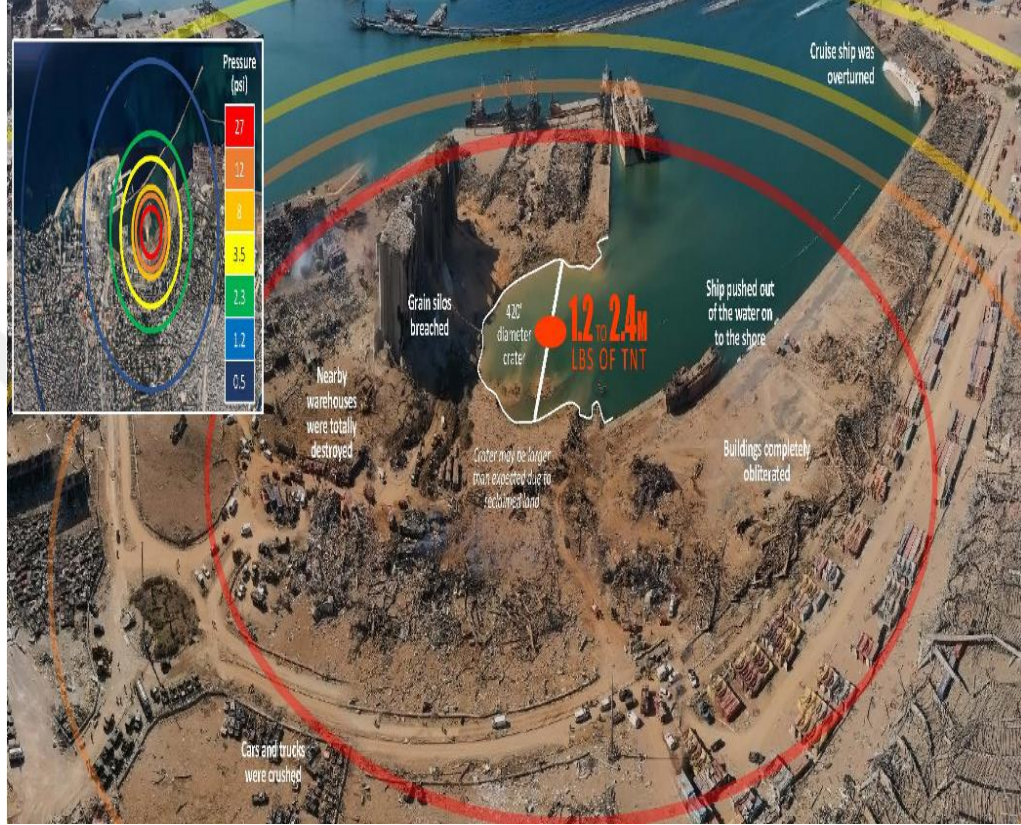 Pressure
(psi)
27
12
8
3.5
2.3
1.2
0.5
Cruise ship was
overturned
Grain silos
breached
420'
diameter
crater
1.2 TO 2.4M
LBS OF TNT
Ship pushed out
of the water on
to the shore
Nearby
warehouses
were totally
destroyed
Crater may be larger
than expected due to
reclaimed land
Buildings completely
obliterated
Cars and trucks
were crushed